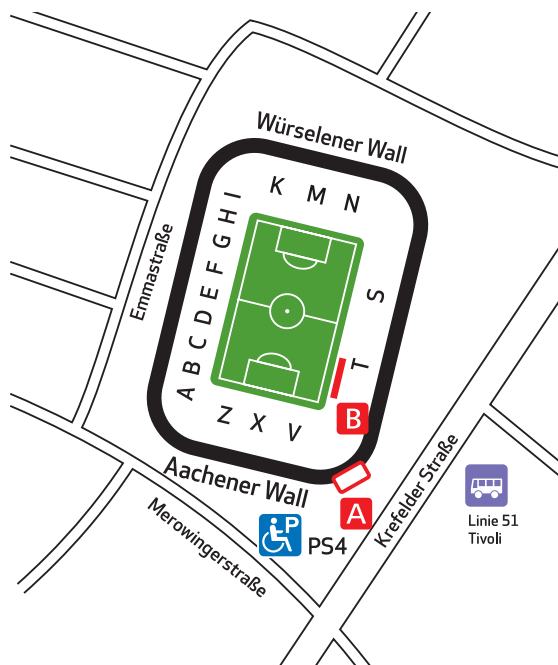 Würselener Wall
K M N
I
H
G
F
E
D
C
B
A
S
T
B
Z X V
Emmastraße
Aachener Wall
A
P
PS4
Merowingerstraße
Krefelder Straße
Linie 51
Tivoli